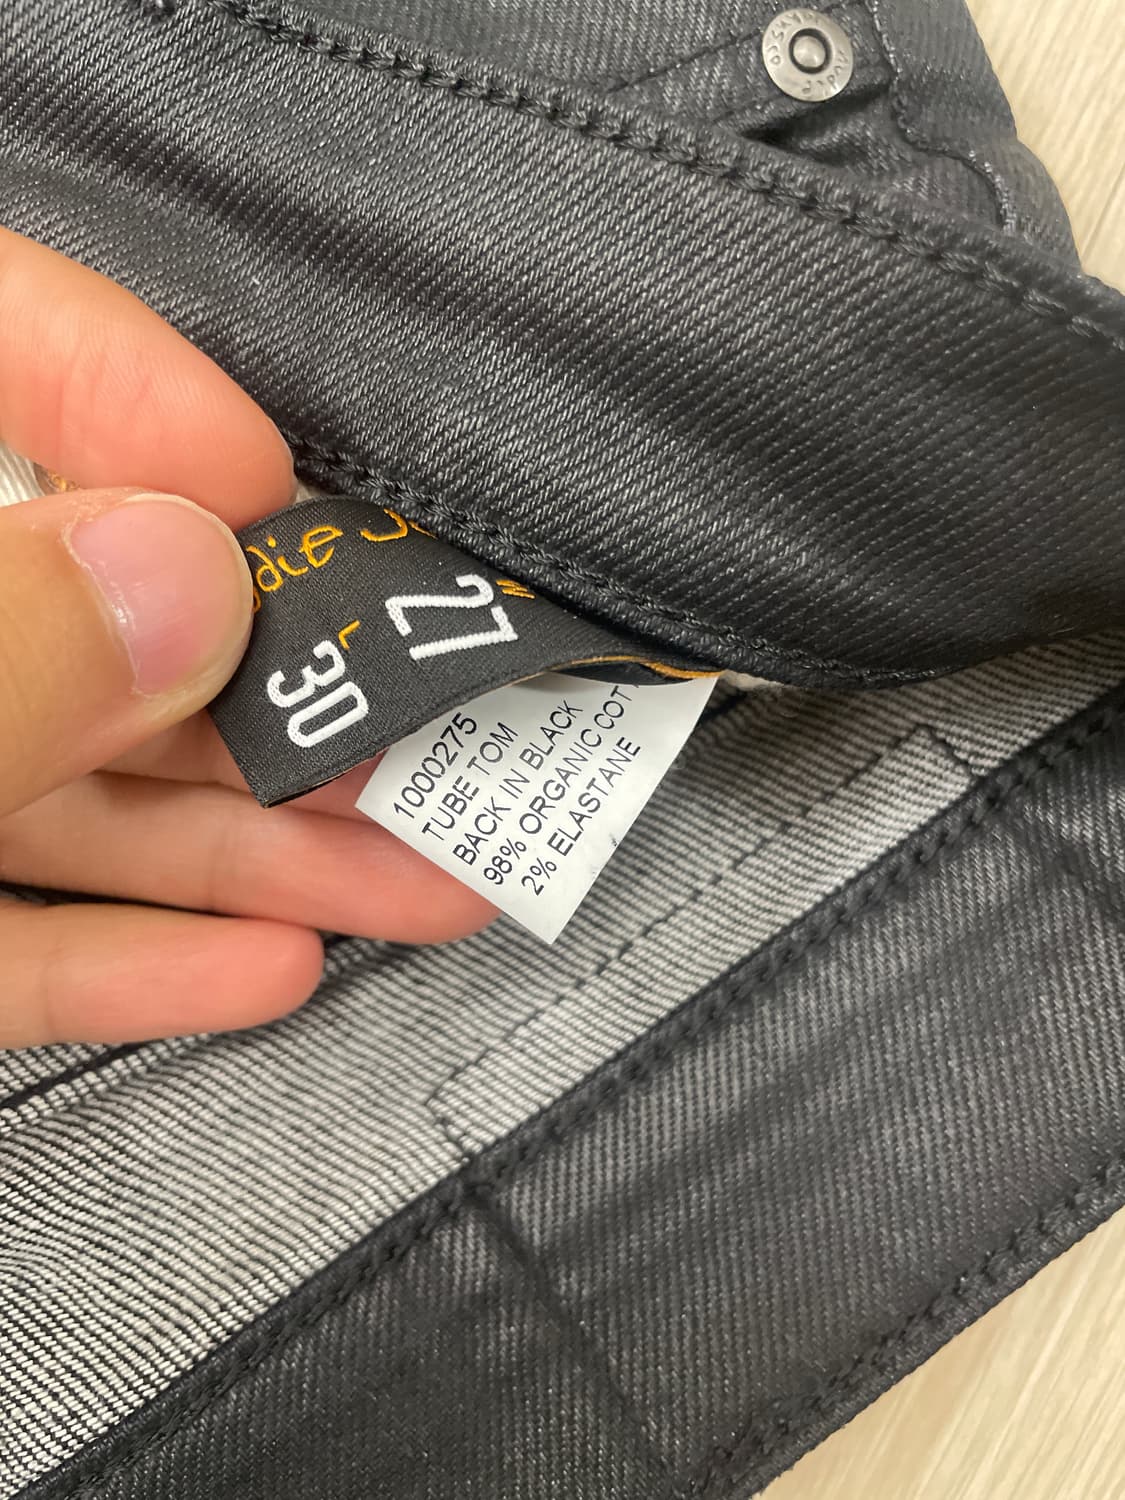 27 W
30 L
1000275
TUBE TOM
BACK IN BLACK
98% ORGANIC COT
2% ELASTANE